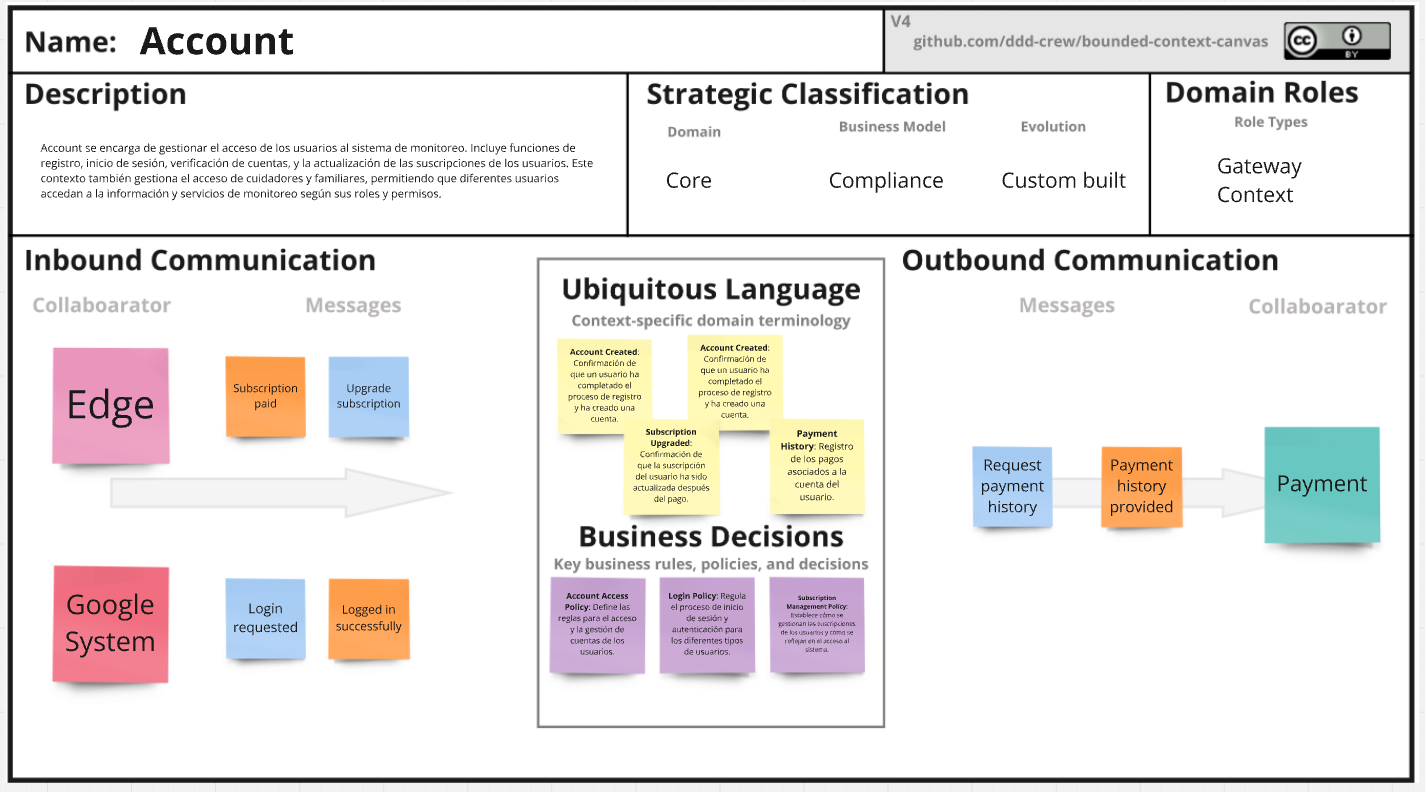 Name: Account
V4
github.com/ddd-crew/bounded-context-canvas
cc
BY
Description
Account se encarga de gestionar el acceso de los usuarios al sistema de monitoreo. Incluye funciones de
registro, inicio de sesión, verificación de cuentas, y la actualización de las suscripciones de los usuarios. Este
contexto también gestiona el acceso de cuidadores y familiares, permitiendo que diferentes usuarios
accedan a la información y servicios de monitoreo según sus roles y permisos.
Strategic Classification
Domain
Business Model
Evolution
Core
Compliance
Custom built
Domain Roles
Role Types
Gateway
Context
Inbound Communication
Collaboarator
Messages
Edge
Subscription
paid
Upgrade
subscription
Google
System
Login
requested
Logged in
successfully
Ubiquitous Language
Context-specific domain terminology
Account Created:
Confirmación de
que un usuario ha
completado el
proceso de registro
y ha creado una
cuenta.
Account Created:
Confirmación de
que un usuario ha
completado el
proceso de registro
y ha creado una
cuenta.
Subscription
Upgraded:
Confirmación de
que la suscripción
del usuario ha sido
actualizada después
del pago.
Payment
History: Registro
de los pagos
asociados a la
cuenta del
usuario.
Business Decisions
Key business rules, policies, and decisions
Account Access
Policy: Define las
reglas para el acceso
y la gestión de
cuentas de los
usuarios.
Login Policy: Regula
el proceso de inicio
de sesión y
autenticación para
los diferentes tipos
de usuarios.
Subscription
Management Policy:
Establece cómo se
gestionan las suscripciones
de los usuarios y cómo se
reflejan en el acceso al
sistema.
Outbound Communication
Messages
Collaboarator
Request
payment
history
Payment
history
provided
Payment